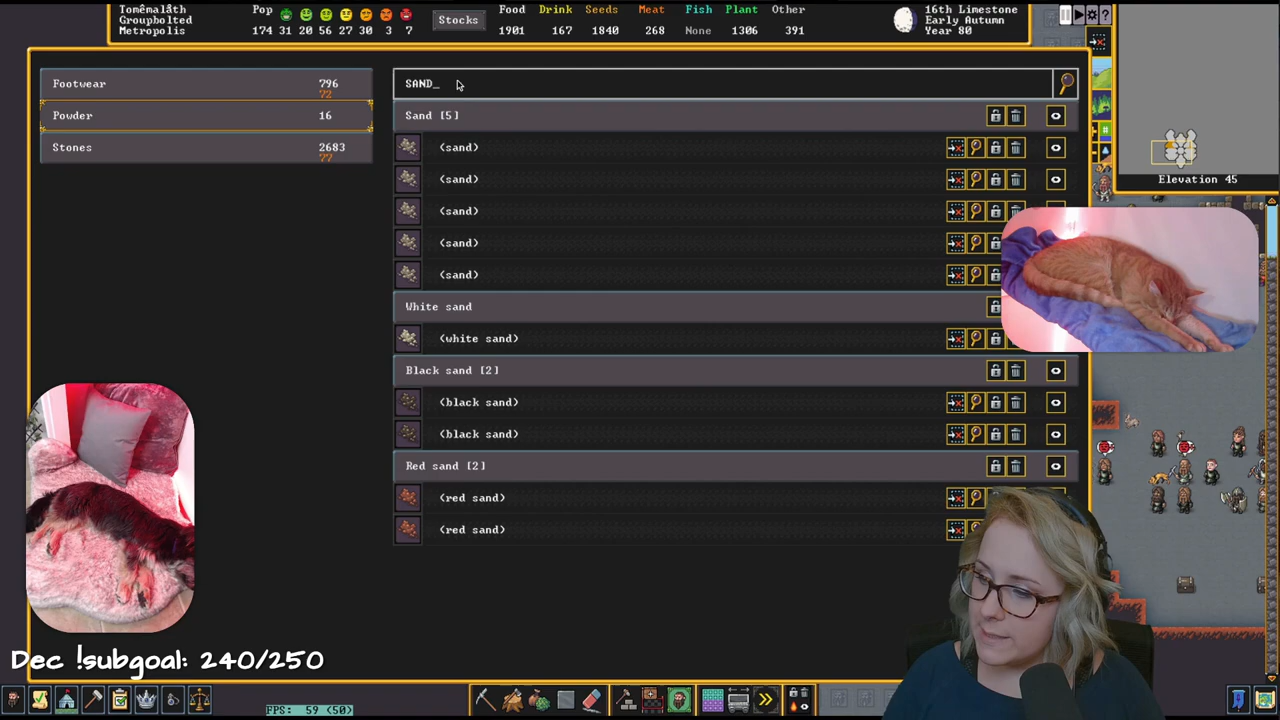 Tomêmalåth
Groupbolted
Metropolis
Pop
174 31 20 56 27 30 3 7
Stocks
Food Drink Seeds Meat Fish Plant Other
1901 167 1840 268 None 1306 391
16th Limestone
Early Autumn
Year 80
Elevation 45
Footwear 796
72
Powder 16
Stones 2683
77
SAND_
Sand [5]
(sand)
(sand)
(sand)
(sand)
(sand)
White sand
(white sand)
Black sand [2]
(black sand)
(black sand)
Red sand [2]
(red sand)
(red sand)
Dec !subgoal: 240/250
FPS: 59 (50)